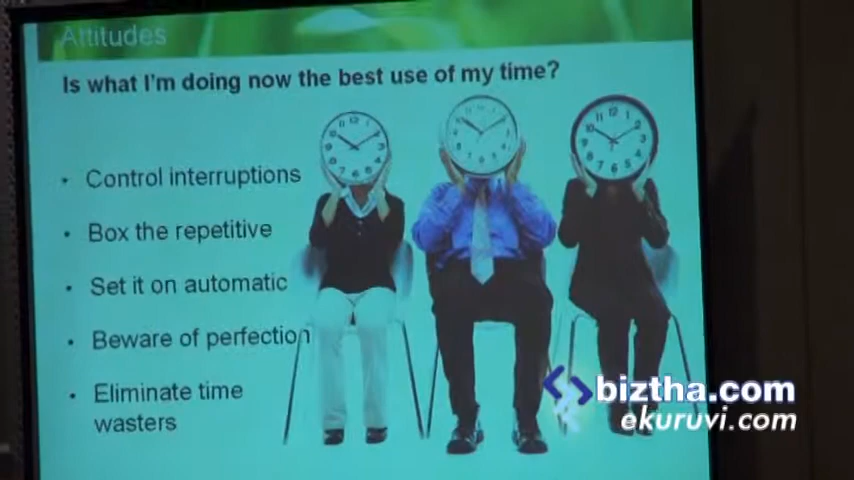 Attitudes
Is what I'm doing now the best use of my time?
• Control interruptions
• Box the repetitive
• Set it on automatic
• Beware of perfection
• Eliminate time
wasters
biztha.com
ekuruvi.com